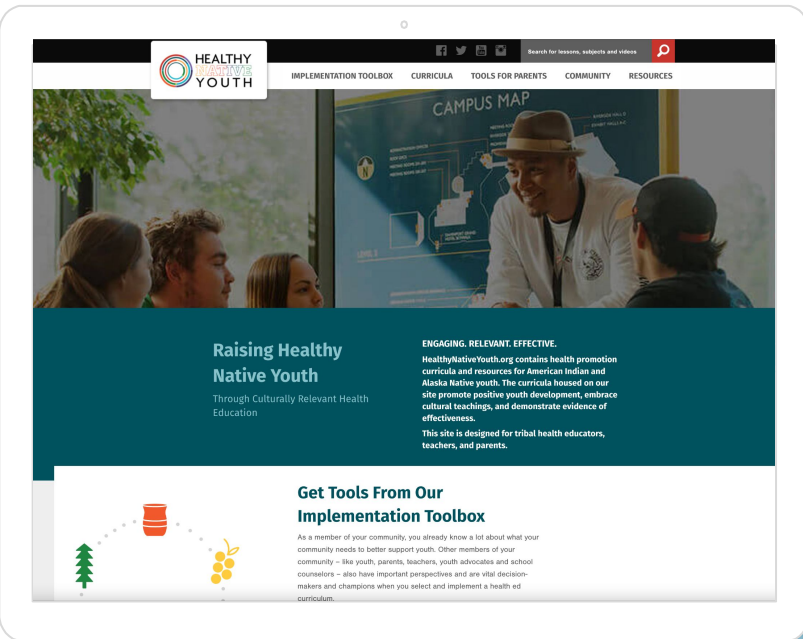 HEALTHY
NATIVE
YOUTH
Search for lessons, subjects and videos
IMPLEMENTATION TOOLBOX CURRICULA TOOLS FOR PARENTS COMMUNITY RESOURCES
CAMPUS MAP
N
LEVEL 3
Raising Healthy
Native Youth
Through Culturally Relevant Health
Education
ENGAGING. RELEVANT. EFFECTIVE.
HealthyNativeYouth.org contains health promotion
curricula and resources for American Indian and
Alaska Native youth. The curricula housed on our
site promote positive youth development, embrace
cultural teachings, and demonstrate evidence of
effectiveness.
This site is designed for tribal health educators,
teachers, and parents.
Get Tools From Our
Implementation Toolbox
As a member of your community, you already know a lot about what your
community needs to better support youth. Other members of your
community – like youth, parents, teachers, youth advocates and school
counselors – also have important perspectives and are vital decision-
makers and champions when you select and implement a health ed
curriculum.